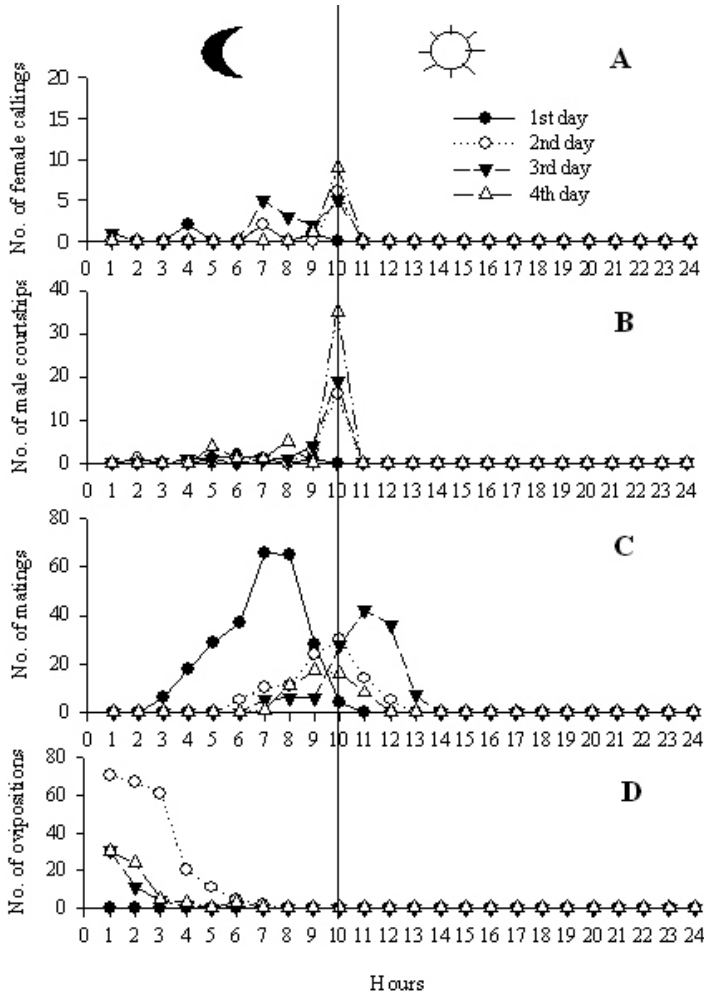 A
No. of female callings
20
15
10
5
0
1st day
2nd day
3rd day
4th day
0 1 2 3 4 5 6 7 8 9 10 11 12 13 14 15 16 17 18 19 20 21 22 23 24
B
No. of male courtships
40
30
20
10
0
0 1 2 3 4 5 6 7 8 9 10 11 12 13 14 15 16 17 18 19 20 21 22 23 24
C
No. of matings
80
60
40
20
0
0 1 2 3 4 5 6 7 8 9 10 11 12 13 14 15 16 17 18 19 20 21 22 23 24
D
No. of ovipositions
80
60
40
20
0
0 1 2 3 4 5 6 7 8 9 10 11 12 13 14 15 16 17 18 19 20 21 22 23 24
Hours